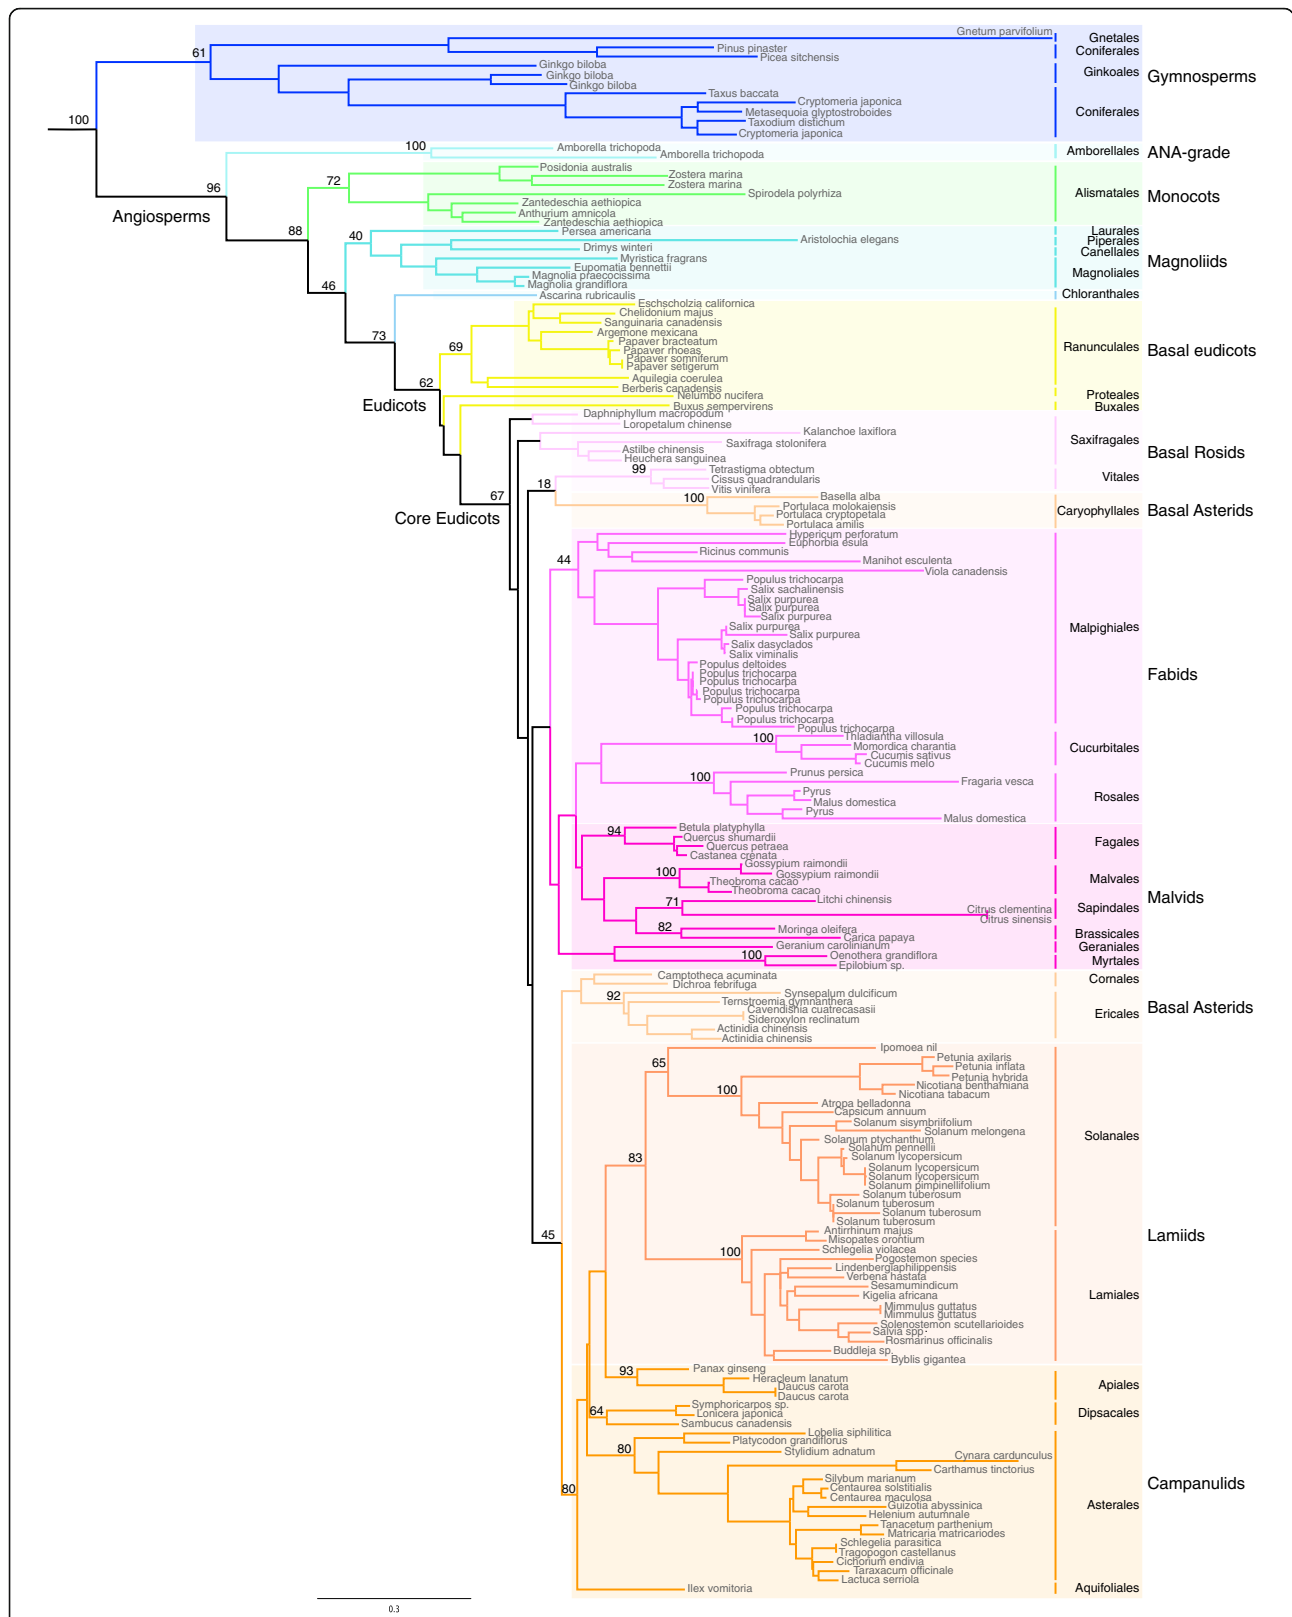 Gnetum parvifolium
Gnetales
61
Pinus pinaster
Coniferales
Picea sitchensis
Ginkgo biloba
Ginkoales
Gymnosperms
Ginkgo biloba
Ginkgo biloba
Taxus baccata
Cryptomeria japonica
Metasequoia glyptostroboides
Coniferales
100
Taxodium distichum
Cryptomeria japonica
100
Amborella trichopoda
Amborellales
ANA-grade
Amborella trichopoda
Posidonia australis
72
Zostera marina
Zostera marina
96
Spirodela polyrhiza
Alismatales
Monocots
Zantedeschia aethiopica
Angiosperms
Anthurium amnicola
Zantedeschia aethiopica
88
Persea americana
Laurales
40
Aristolochia elegans
Piperales
Drimys winteri
Canellales
Myristica fragrans
Magnoliids
Eupomatia bennettii
Magnoliales
Magnolia praecocissima
46
Magnolia grandiflora
Ascarina rubricaulis
Chloranthales
Eschscholzia californica
Chelidonium majus
Sanguinaria canadensis
73
Argemone mexicana
Papaver bracteatum
69
Papaver rhoeas
Ranunculales
Basal eudicots
Papaver somniferum
Papaver setigerum
Aquilegia coerulea
62
Berberis canadensis
Nelumbo nucifera
Proteales
Eudicots
Buxus sempervirens
Buxales
Daphniphyllum macropodum
Loropetalum chinense
Kalanchoe laxiflora
Saxifraga stolonifera
Saxifragales
Astilbe chinensis
Basal Rosids
Heuchera sanguinea
99
Tetrastigma obtectum
Cissus quadrandularis
Vitales
18
Vitis vinifera
67
100
Basella alba
Portulaca molokaiensis
Caryophyllales
Basal Asterids
Core Eudicots
Portulaca cryptopetala
Portulaca amilis
Hypericum perforatum
Euphorbia esula
44
Ricinus communis
Manihot esculenta
Viola canadensis
Populus trichocarpa
Salix sachalinensis
Salix purpurea
Salix purpurea
Salix purpurea
Salix purpurea
Malpighiales
Salix purpurea
Salix dasyclados
Salix viminalis
Populus deltoides
Populus trichocarpa
Fabids
Populus trichocarpa
Populus trichocarpa
Populus trichocarpa
Populus trichocarpa
Populus trichocarpa
Populus trichocarpa
100
Thladiantha villosula
Momordica charantia
Cucurbitales
Cucumis sativus
Cucumis melo
100
Prunus persica
Fragaria vesca
Pyrus
Rosales
Malus domestica
Pyrus
Malus domestica
94
Betula platyphylla
Quercus shumardii
Fagales
Quercus petraea
Castanea crenata
100
Gossypium raimondii
Gossypium raimondii
Malvales
Theobroma cacao
Theobroma cacao
Malvids
71
Litchi chinensis
Citrus clementina
Sapindales
Citrus sinensis
82
Moringa oleifera
Brassicales
Carica papaya
Geranium carolinianum
Geraniales
100
Oenothera grandiflora
Myrtales
Epilobium sp.
Camptotheca acuminata
Cornales
Dichroa febrifuga
92
Synsepalum dulcificum
Ternstroemia gymnanthera
Basal Asterids
Cavendishia cuatrecasasii
Ericales
Sideroxylon reclinatum
Actinidia chinensis
Actinidia chinensis
Ipomoea nil
65
Petunia axilaris
Petunia inflata
Petunia hybrida
100
Nicotiana benthamiana
Nicotiana tabacum
Atropa belladonna
Capsicum annuum
Solanum sisymbriifolium
Solanum melongena
Solanales
Solanum ptychanthum
Solanum pennellii
83
Solanum lycopersicum
Solanum lycopersicum
Solanum lycopersicum
Solanum pimpinellifolium
Solanum tuberosum
Solanum tuberosum
Solanum tuberosum
Solanum tuberosum
45
Antirrhinum majus
Lamiids
Misopates orontium
100
Schlegelia violacea
Pogostemon species
Lindenbergiaphilippensis
Verbena hastata
Sesamumindicum
Kigelia africana
Lamiales
Mimmulus guttatus
Mimmulus guttatus
Solenostemon scutellarioides
Salvia spp.
Rosmarinus officinalis
Buddleja sp.
Byblis gigantea
93
Panax ginseng
Heracleum lanatum
Apiales
Daucus carota
Daucus carota
64
Symphoricarpos sp.
Lonicera japonica
Dipsacales
Sambucus canadensis
Lobelia siphilitica
80
Platycodon grandiflorus
Stylidium adnatum
Cynara cardunculus
Carthamus tinctorius
80
Silybum marianum
Campanulids
Centaurea solstitialis
Centaurea maculosa
Guizotia abyssinica
Asterales
Helenium autumnale
Tanacetum parthenium
Matricaria matricariodes
Schlegelia parasitica
Tragopogon castellanus
Cichorium endivia
Taraxacum officinale
Lactuca serriola
Ilex vomitoria
Aquifoliales
0.3